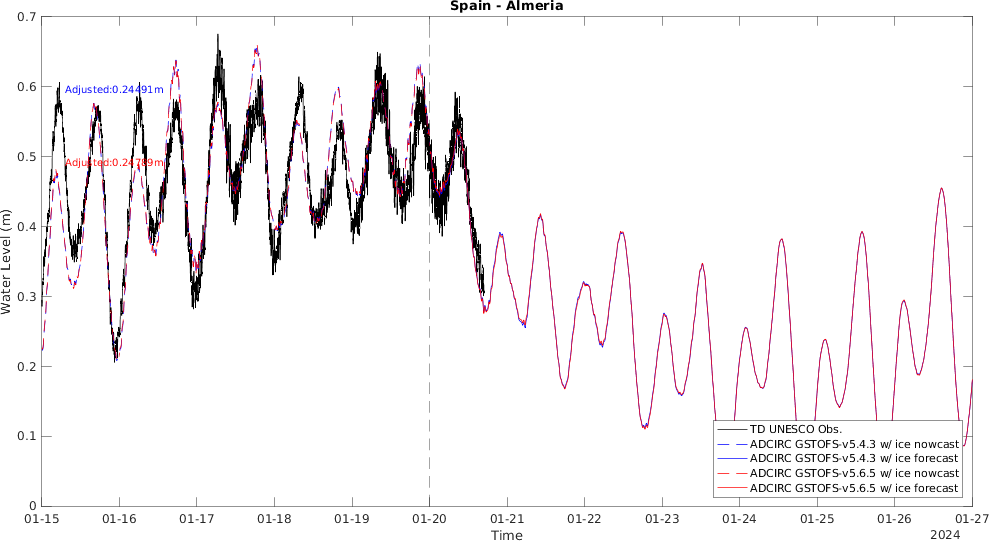 Spain - Almeria
0.7
0.6
0.5
0.4
0.3
0.2
0.1
0
Water Level (m)
Adjusted:0.24491m
Adjusted:0.24789m
TD UNESCO Obs.
ADCIRC GSTOFS-v5.4.3 w/ ice nowcast
ADCIRC GSTOFS-v5.4.3 w/ ice forecast
ADCIRC GSTOFS-v5.6.5 w/ ice nowcast
ADCIRC GSTOFS-v5.6.5 w/ ice forecast
01-15 01-16 01-17 01-18 01-19 01-20 01-21 01-22 01-23 01-24 01-25 01-26 01-27
Time
2024